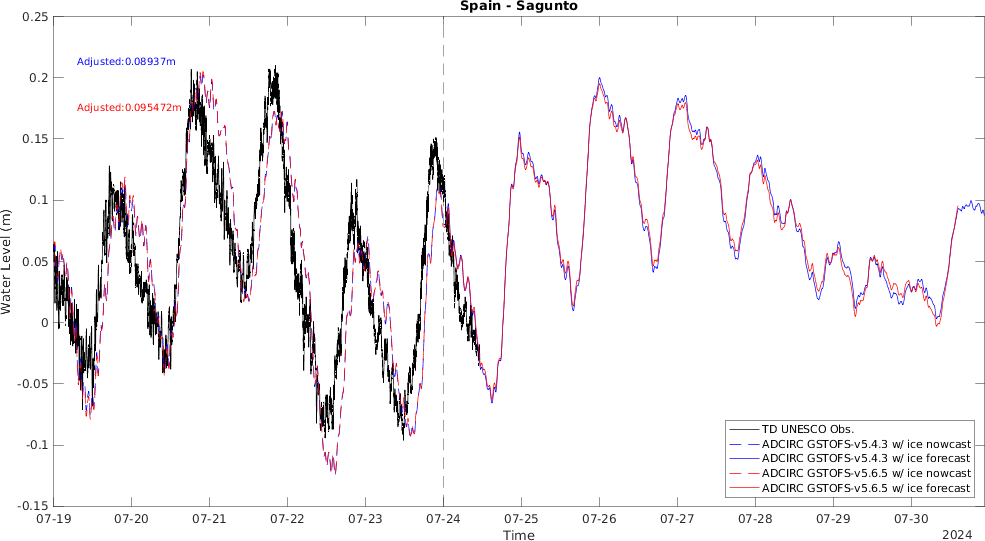 Spain - Sagunto
0.25
0.2
0.15
0.1
0.05
0
-0.05
-0.1
-0.15
Water Level (m)
Adjusted:0.08937m
Adjusted:0.095472m
TD UNESCO Obs.
ADCIRC GSTOFS-v5.4.3 w/ ice nowcast
ADCIRC GSTOFS-v5.4.3 w/ ice forecast
ADCIRC GSTOFS-v5.6.5 w/ ice nowcast
ADCIRC GSTOFS-v5.6.5 w/ ice forecast
07-19 07-20 07-21 07-22 07-23 07-24 07-25 07-26 07-27 07-28 07-29 07-30
Time
2024